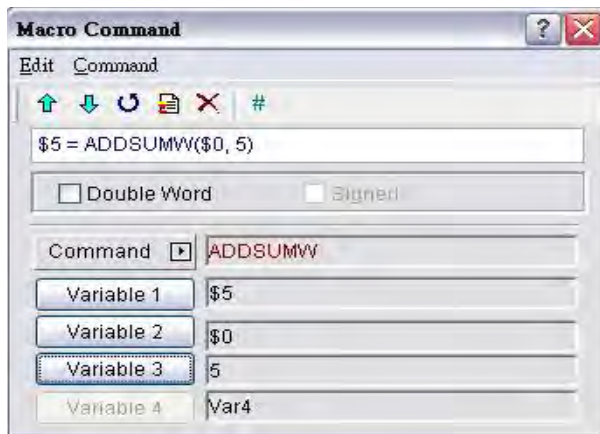 Macro Command
Edit Command
#
$5 = ADDSUMW($0, 5)
Double Word Signed
Command ADDSUMW
Variable 1 $5
Variable 2 $0
Variable 3 5
Variable 4 Var4